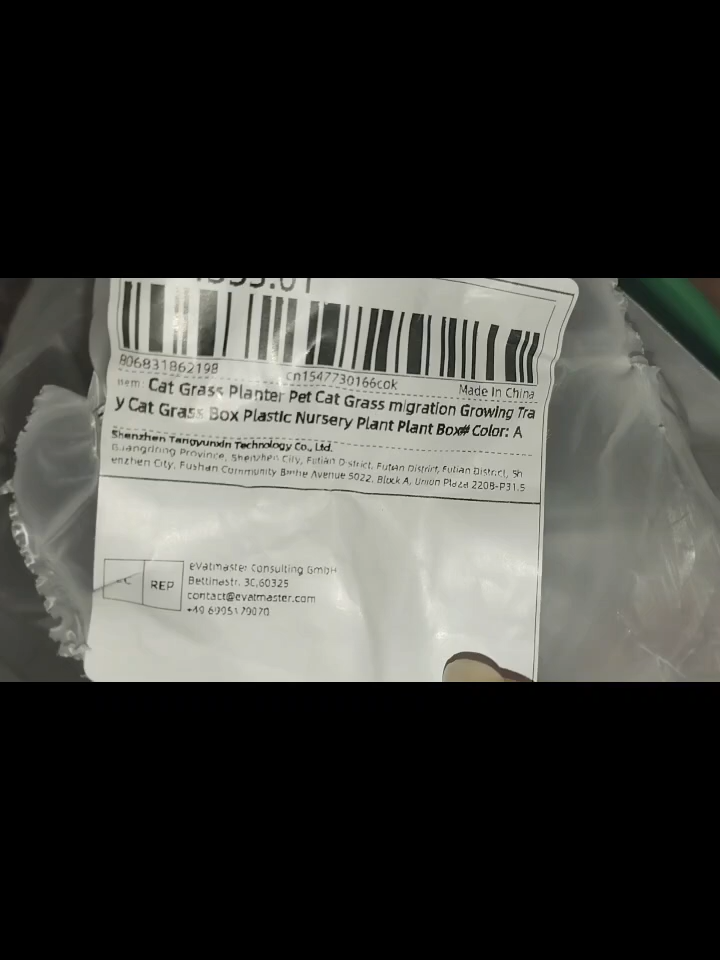 806831862198 cn1547730166cok Made In China
Item: Cat Grass Planter Pet Cat Grass migration Growing Tra
y Cat Grass Box Plastic Nursery Plant Plant Box# Color: A
Shenzhen Tangyunxin Technology Co., Ltd.
Guangdong Province, Shenzhen City, Futian District, Futian District, Futian District, Sh
enzhen City, Fushan Community Binhe Avenue 5022, Block A, Union Plaza 2208-P31.5
REP
eVatmaster Consulting GmbH
Bettinastr. 30,60325
contact@evatmaster.com